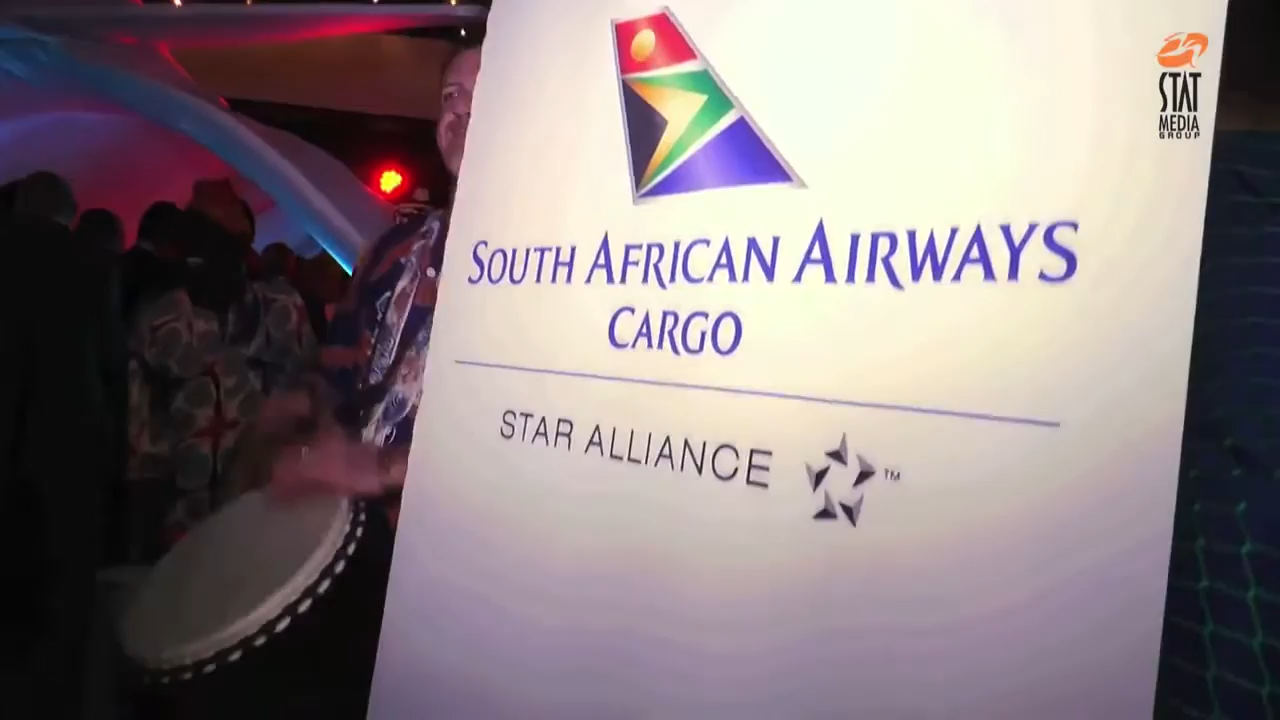 SOUTH AFRICAN AIRWAYS
CARGO
STAR ALLIANCE TM
STAT
MEDIA
GROUP